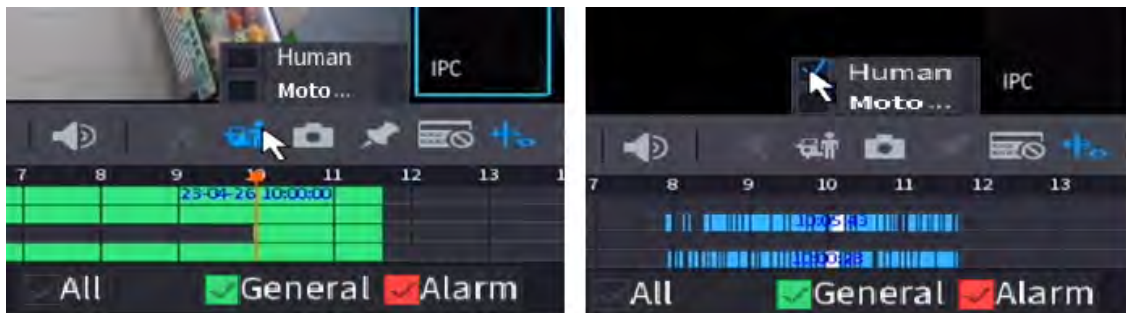 Human
Moto ...
IPC
7 8 9 10 11 12 13 1
23-04-26 10:00:00
All General Alarm
Human
Moto ...
IPC
7 8 9 10 11 12 13
All General Alarm